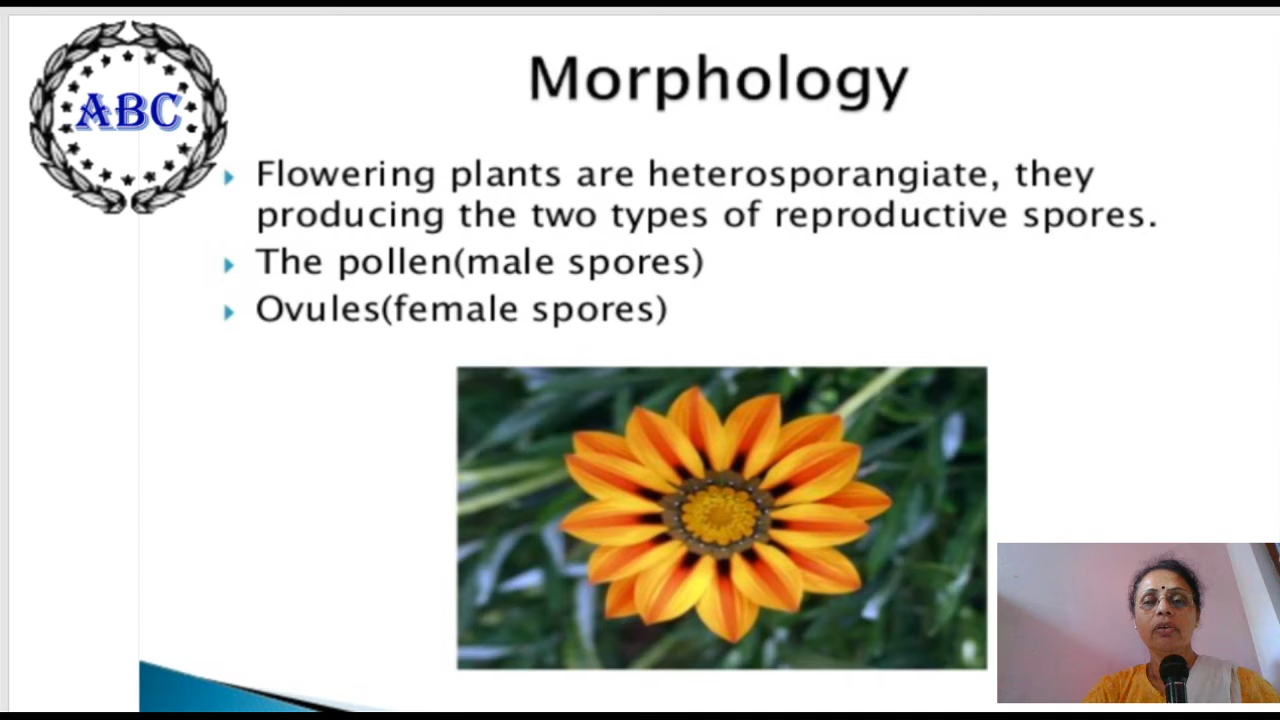 ABC
Morphology
Flowering plants are heterosporangiate, they
producing the two types of reproductive spores.
The pollen(male spores)
Ovules(female spores)